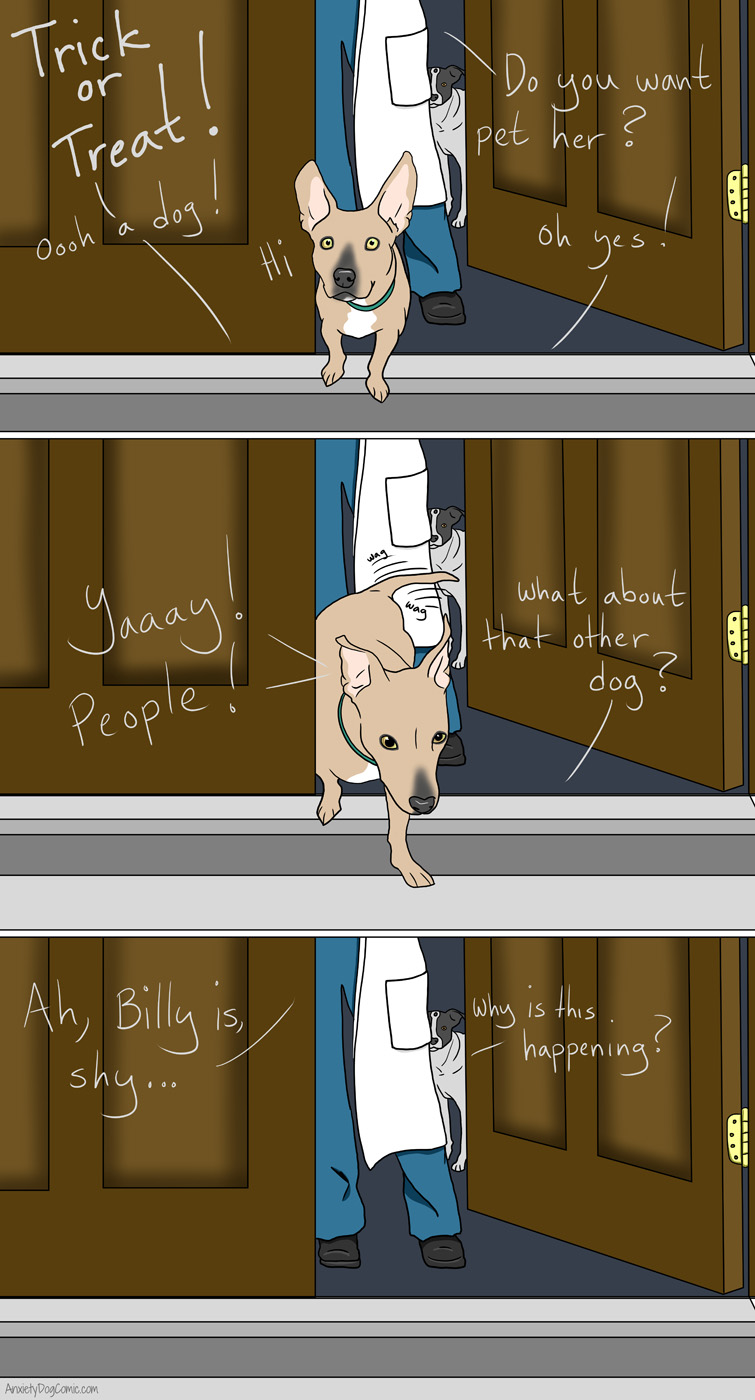 Trick
or
Treat!
Oooh a dog!
Hi
Do you want
pet her?
Oh yes!
Yaaay!
People!
wag
wag
What about
that other
dog?
Ah, Billy is,
shy...
Why is this
happening?
AnxietyDogComic.com